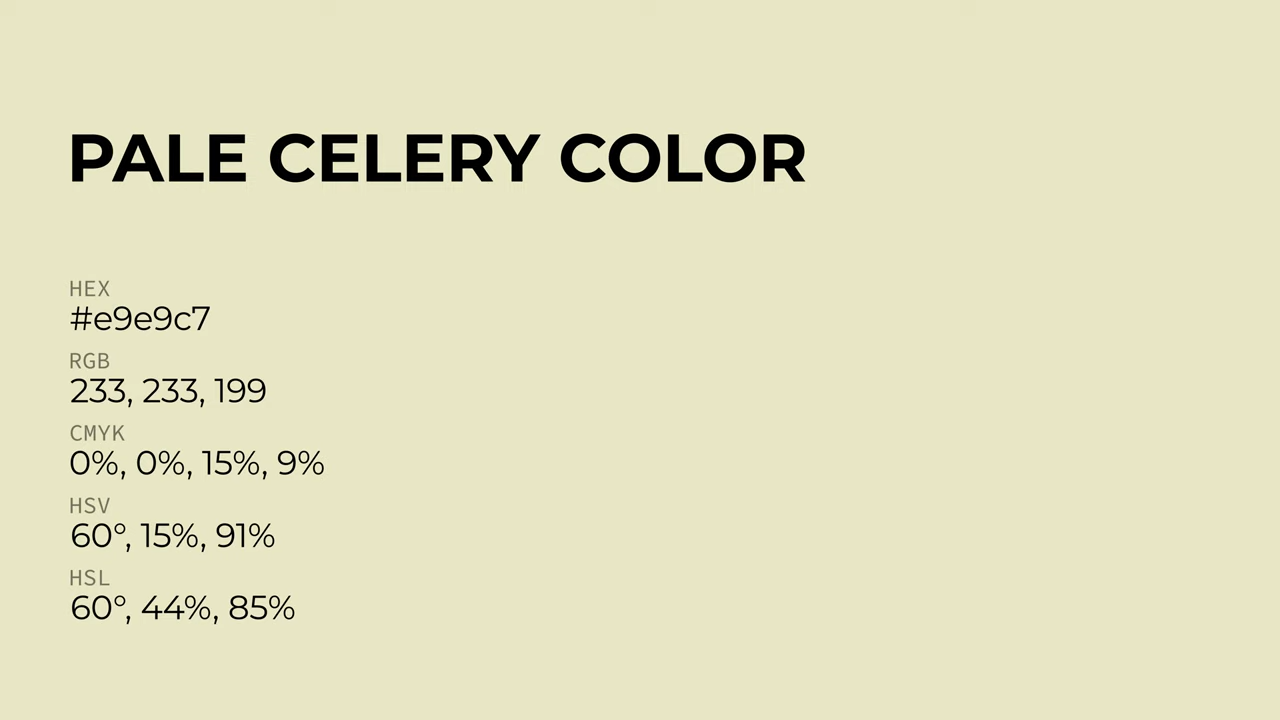 PALE CELERY COLOR
HEX
#e9e9c7
RGB
233, 233, 199
CMYK
0%, 0%, 15%, 9%
HSV
60°, 15%, 91%
HSL
60°, 44%, 85%